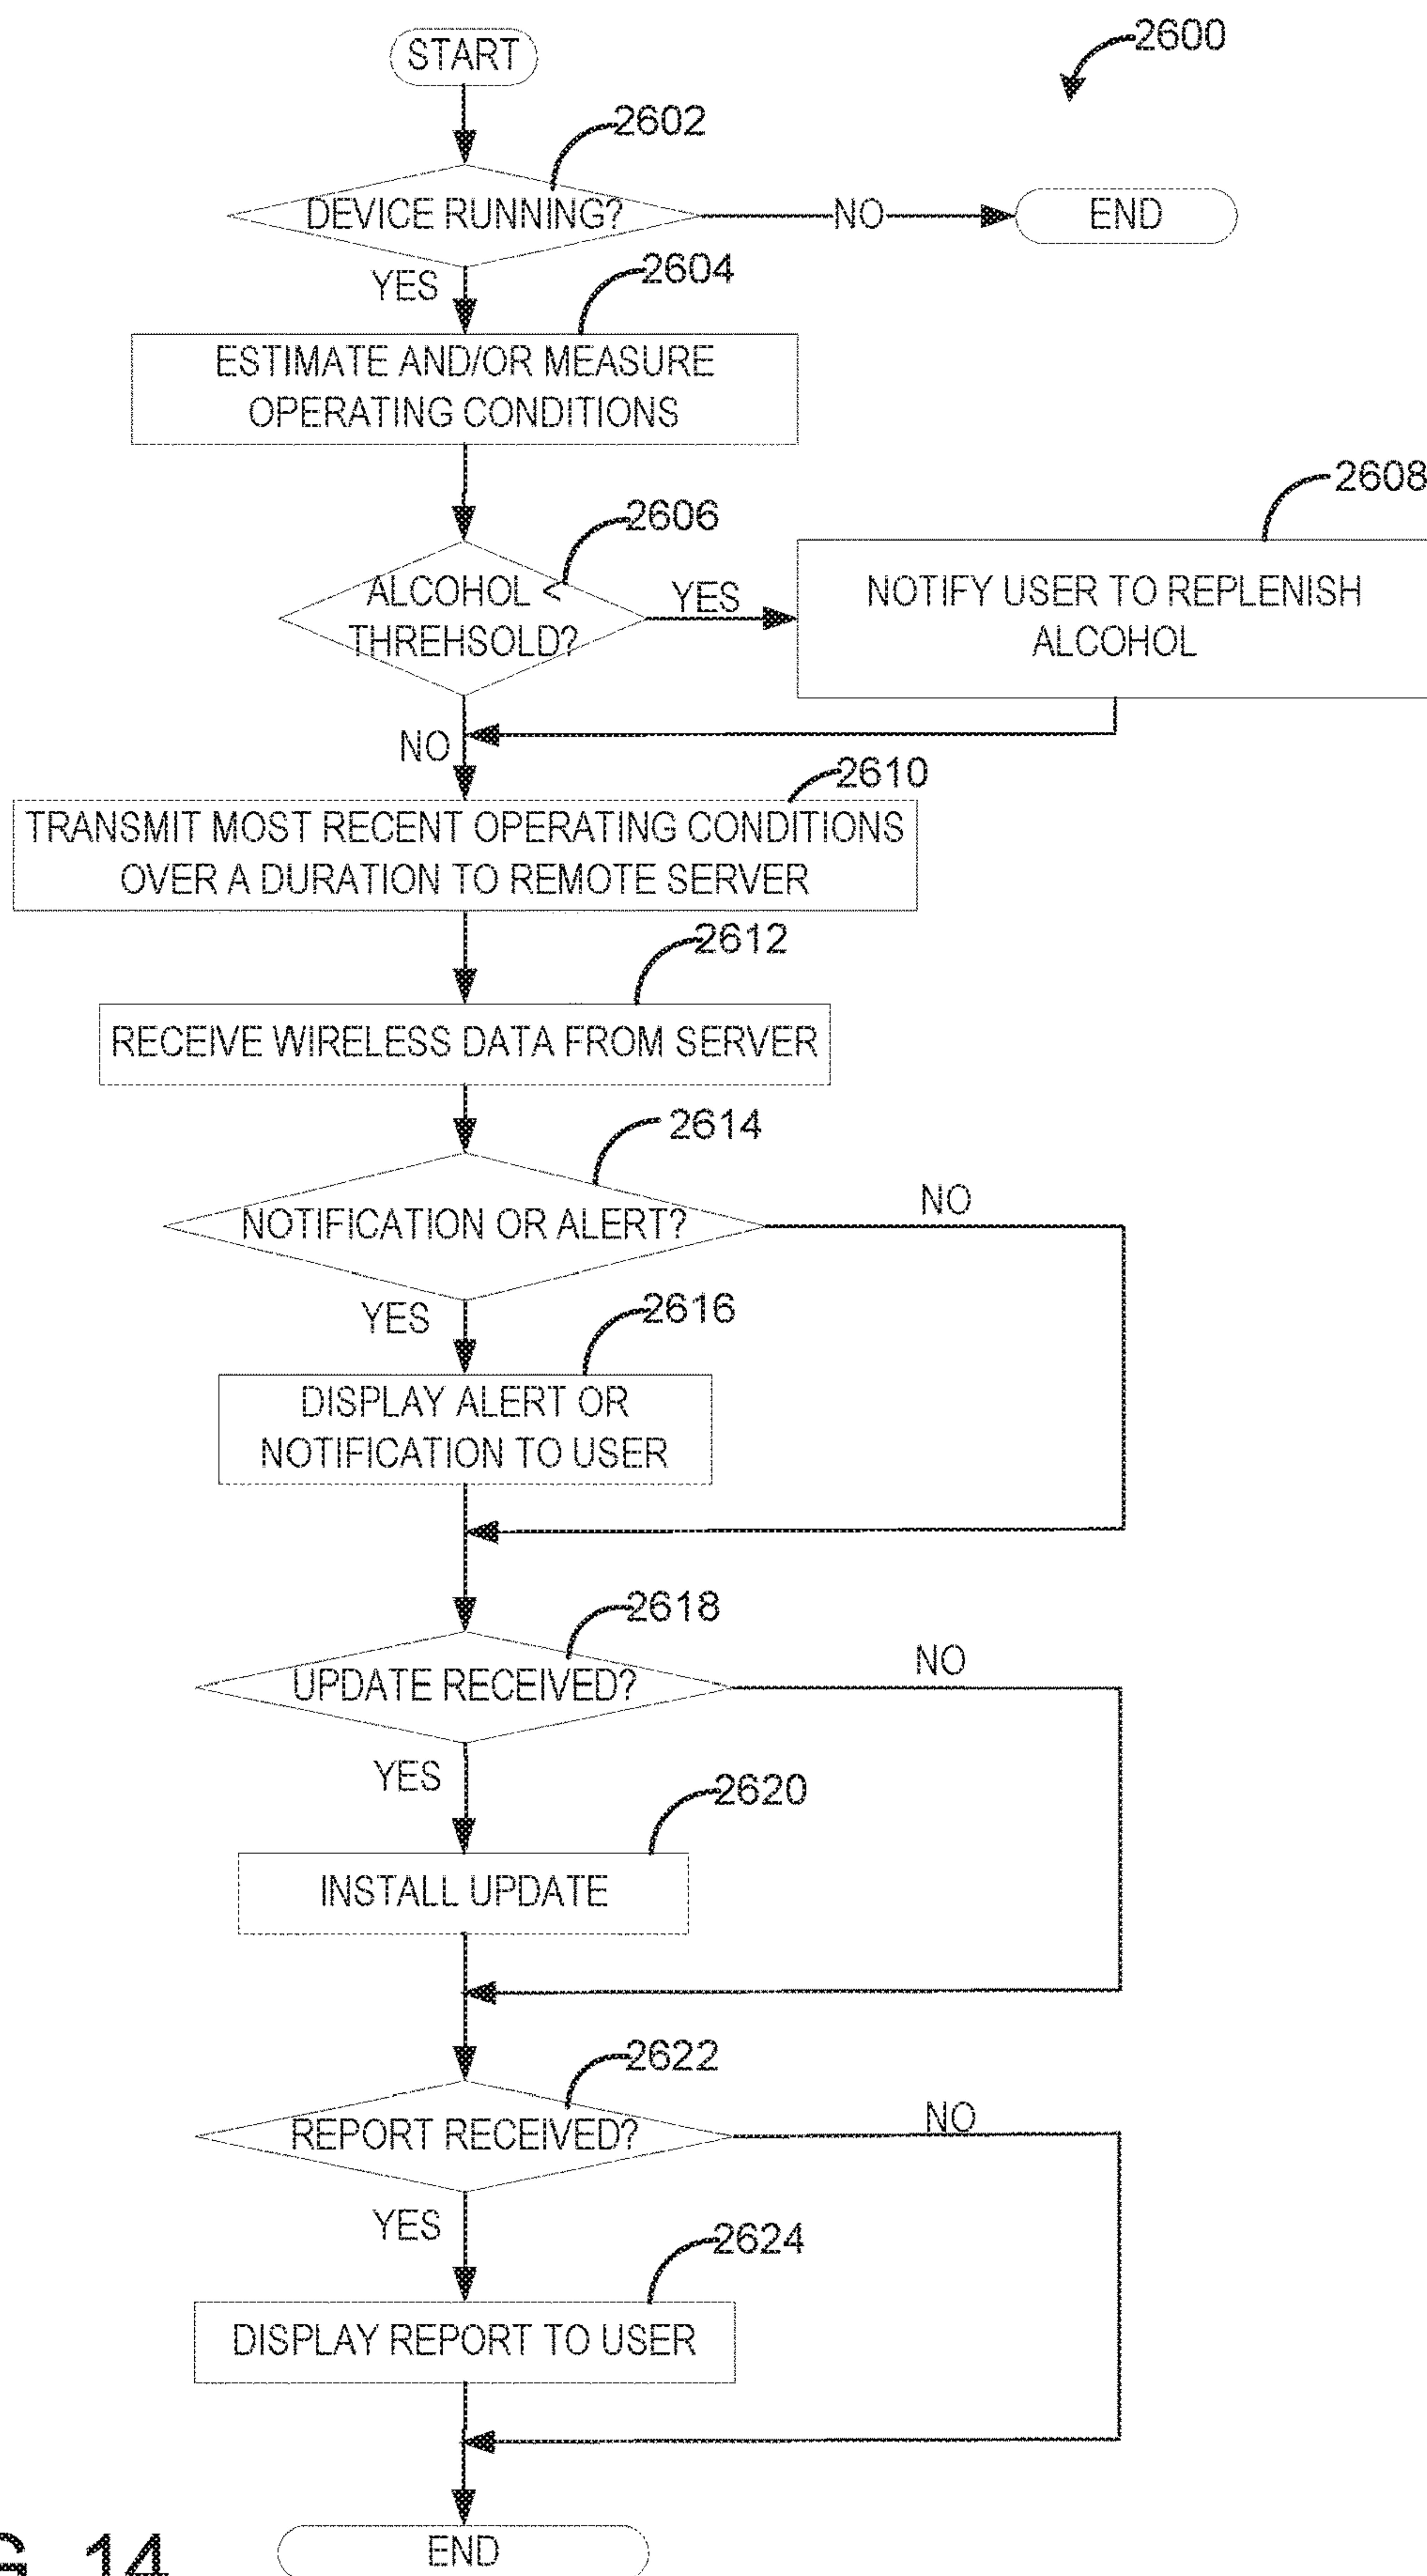 START
2600
2602
DEVICE RUNNING?
NO
END
YES
2604
ESTIMATE AND/OR MEASURE
OPERATING CONDITIONS
2608
2606
ALCOHOL <
THREHSOLD?
YES
NOTIFY USER TO REPLENISH
ALCOHOL
NO
2610
TRANSMIT MOST RECENT OPERATING CONDITIONS
OVER A DURATION TO REMOTE SERVER
2612
RECEIVE WIRELESS DATA FROM SERVER
2614
NOTIFICATION OR ALERT?
NO
YES
2616
DISPLAY ALERT OR
NOTIFICATION TO USER
2618
UPDATE RECEIVED?
NO
YES
2620
INSTALL UPDATE
2622
REPORT RECEIVED?
NO
YES
2624
DISPLAY REPORT TO USER
END
G. 14